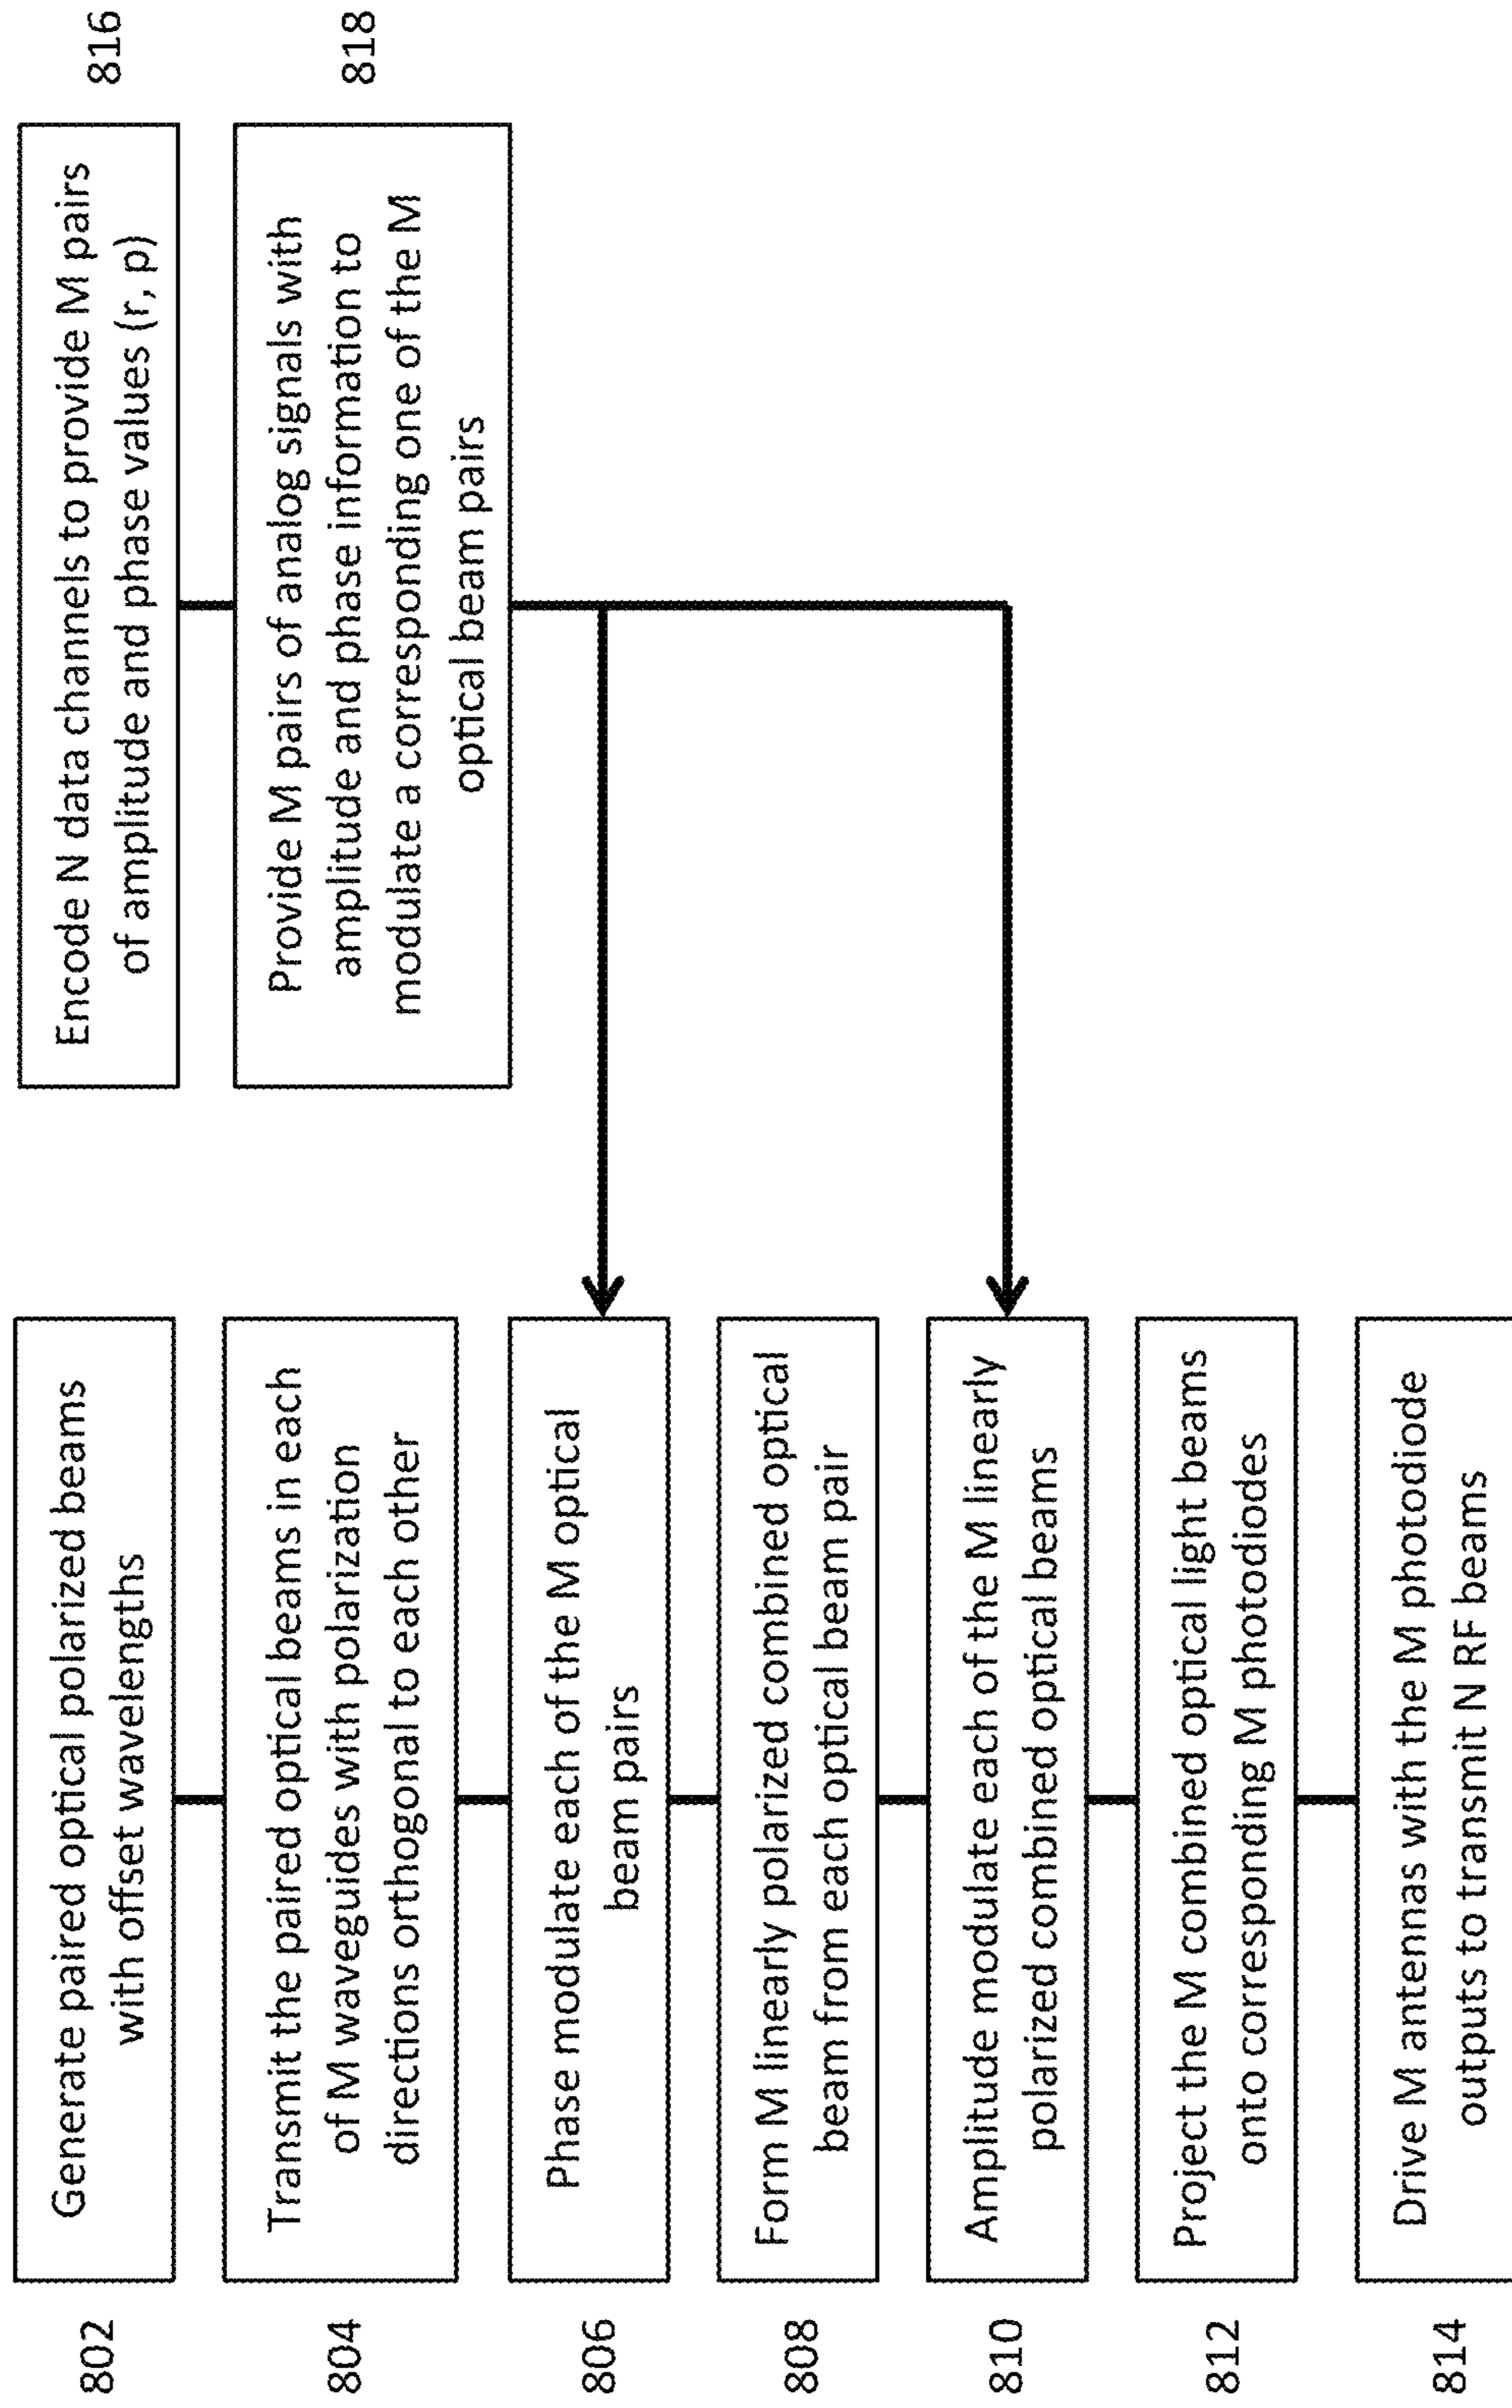 802
Generate paired optical polarized beams
with offset wavelengths
804
Transmit the paired optical beams in each
of M waveguides with polarization
directions orthogonal to each other
806
Phase modulate each of the M optical
beam pairs
808
Form M linearly polarized combined optical
beam from each optical beam pair
810
Amplitude modulate each of the M linearly
polarized combined optical beams
812
Project the M combined optical light beams
onto corresponding M photodiodes
814
Drive M antennas with the M photodiode
outputs to transmit N RF beams
Encode N data channels to provide M pairs
of amplitude and phase values (r, p)
816
Provide M pairs of analog signals with
amplitude and phase information to
modulate a corresponding one of the M
optical beam pairs
818